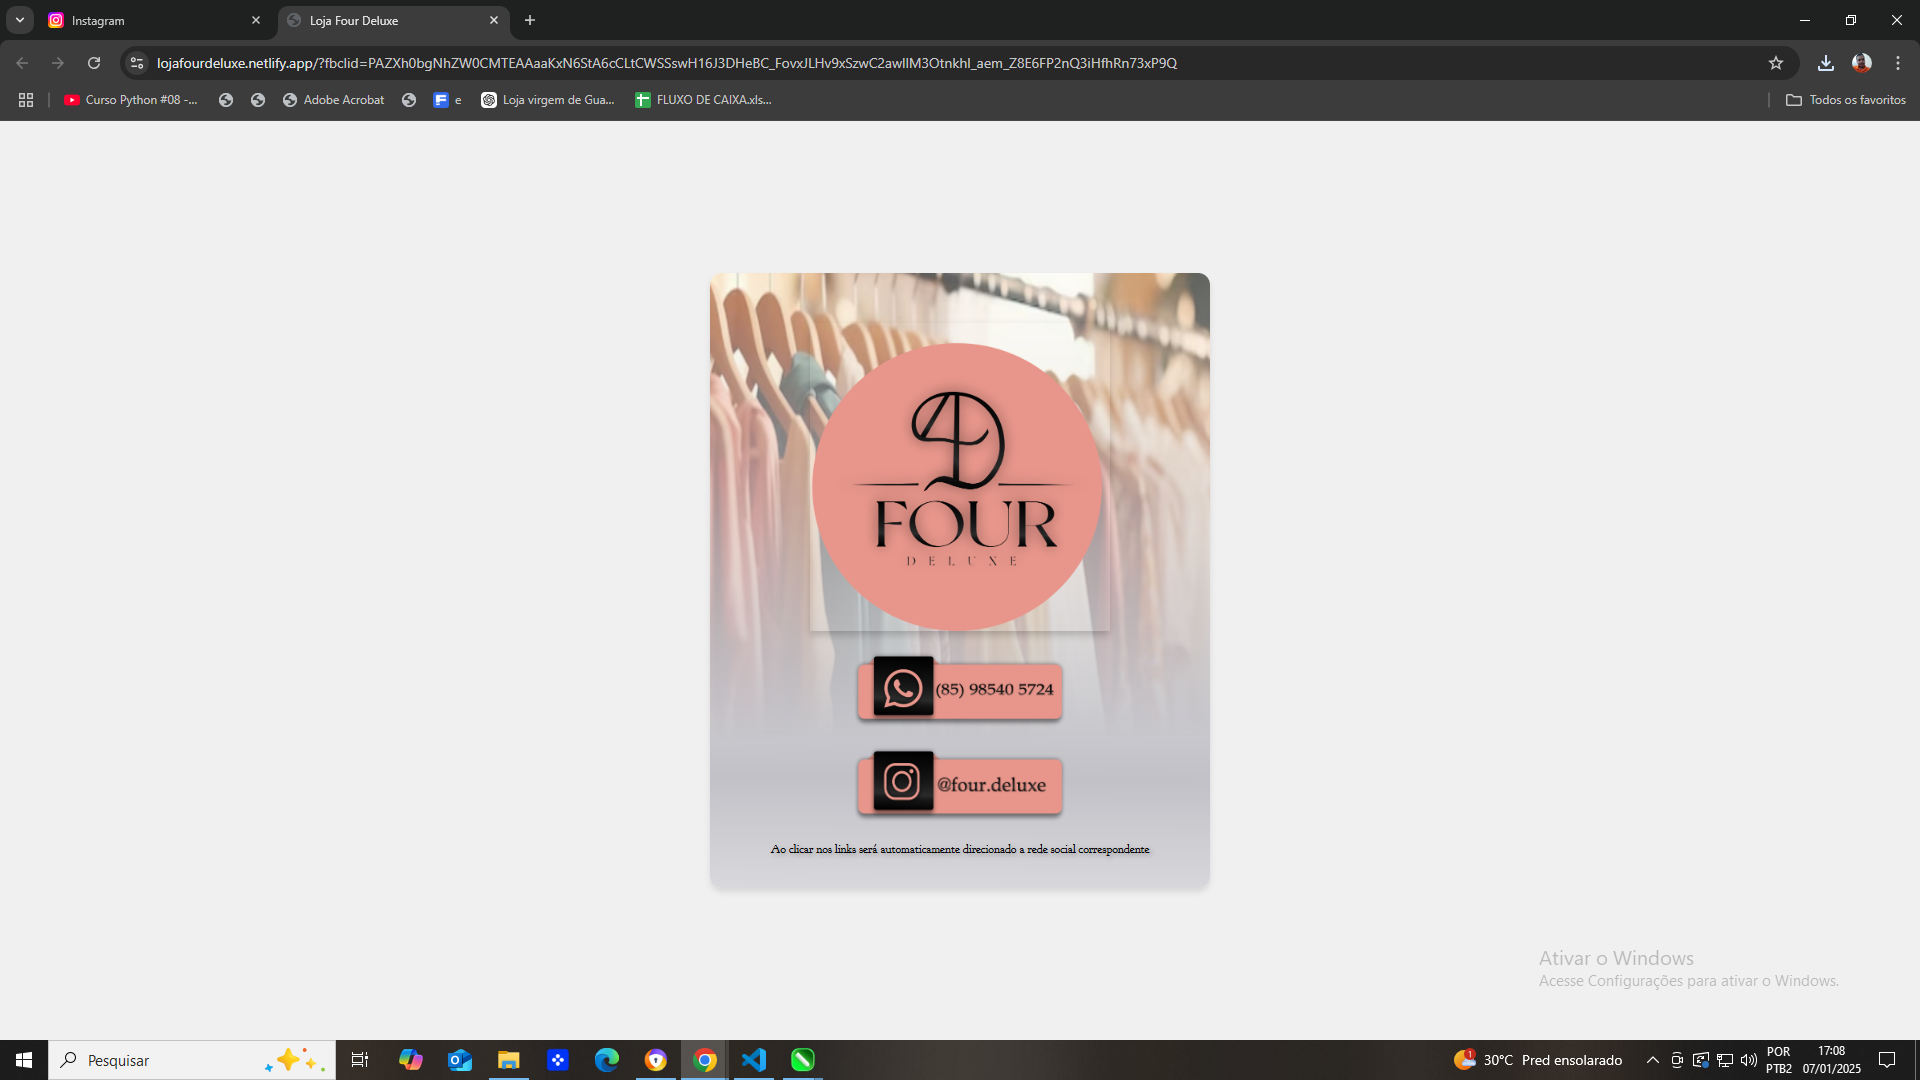 Instagram
Loja Four Deluxe
lojafourdeluxe.netlify.app/?fbclid=PAZXh0bgNhZW0CMTEAAaaKxN6StA6cCLtCWSSswH16J3DHeBC_FovxJLHv9xSzwC2awlIM3Otnkhl_aem_Z8E6FP2nQ3iHfhRn73xP9Q
Curso Python #08 -...
Adobe Acrobat
e
Loja virgem de Gua...
FLUXO DE CAIXA.xls...
Todos os favoritos
FOUR
DELUXE
(85) 98540 5724
@four.deluxe
Ao clicar nos links será automaticamente direcionado a rede social correspondente
Ativar o Windows
Acesse Configurações para ativar o Windows.
Pesquisar
1
30°C Pred ensolarado
POR
PTB2
17:08
07/01/2025